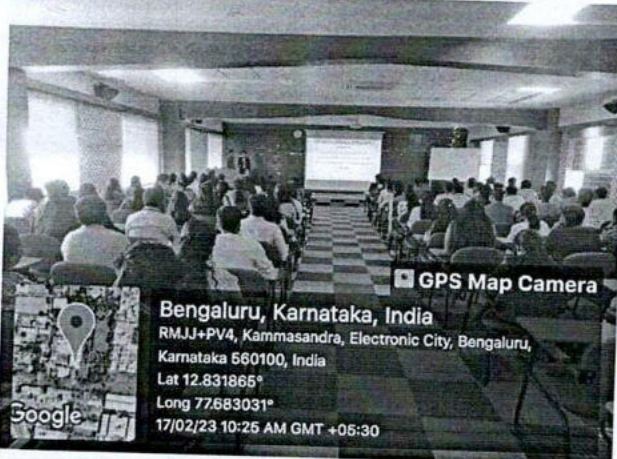 GPS Map Camera
Bengaluru, Karnataka, India
RMJJ+PV4, Kammasandra, Electronic City, Bengaluru,
Karnataka 560100, India
Lat 12.831865°
Long 77.683031°
17/02/23 10:25 AM GMT +05:30
Google